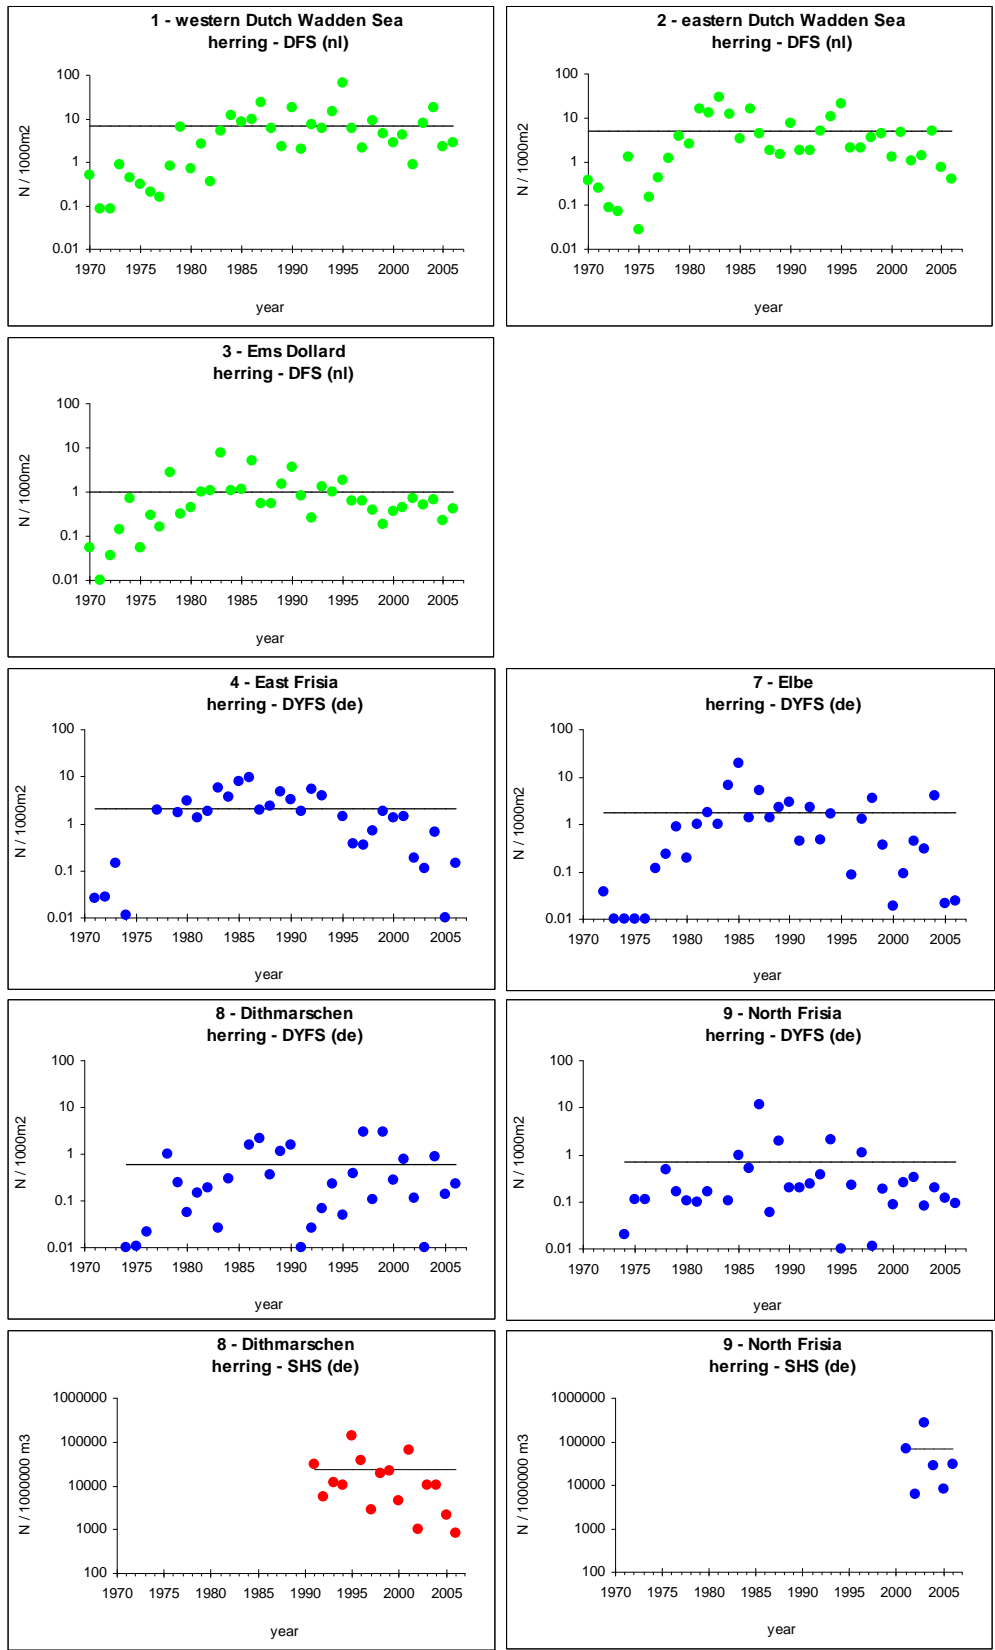 1 - western Dutch Wadden Sea
herring - DFS (nl)
N / 1000m2
100
10
1
0.1
0.01
1970 1975 1980 1985 1990 1995 2000 2005
year
2 - eastern Dutch Wadden Sea
herring - DFS (nl)
N / 1000m2
100
10
1
0.1
0.01
1970 1975 1980 1985 1990 1995 2000 2005
year
3 - Ems Dollard
herring - DFS (nl)
N / 1000m2
100
10
1
0.1
0.01
1970 1975 1980 1985 1990 1995 2000 2005
year
4 - East Frisia
herring - DYFS (de)
N / 1000m2
100
10
1
0.1
0.01
1970 1975 1980 1985 1990 1995 2000 2005
year
7 - Elbe
herring - DYFS (de)
N / 1000m2
100
10
1
0.1
0.01
1970 1975 1980 1985 1990 1995 2000 2005
year
8 - Dithmarschen
herring - DYFS (de)
N / 1000m2
100
10
1
0.1
0.01
1970 1975 1980 1985 1990 1995 2000 2005
year
9 - North Frisia
herring - DYFS (de)
N / 1000m2
100
10
1
0.1
0.01
1970 1975 1980 1985 1990 1995 2000 2005
year
8 - Dithmarschen
herring - SHS (de)
N / 1000000 m3
1000000
100000
10000
1000
100
1970 1975 1980 1985 1990 1995 2000 2005
year
9 - North Frisia
herring - SHS (de)
N / 1000000 m3
1000000
100000
10000
1000
100
1970 1975 1980 1985 1990 1995 2000 2005
year